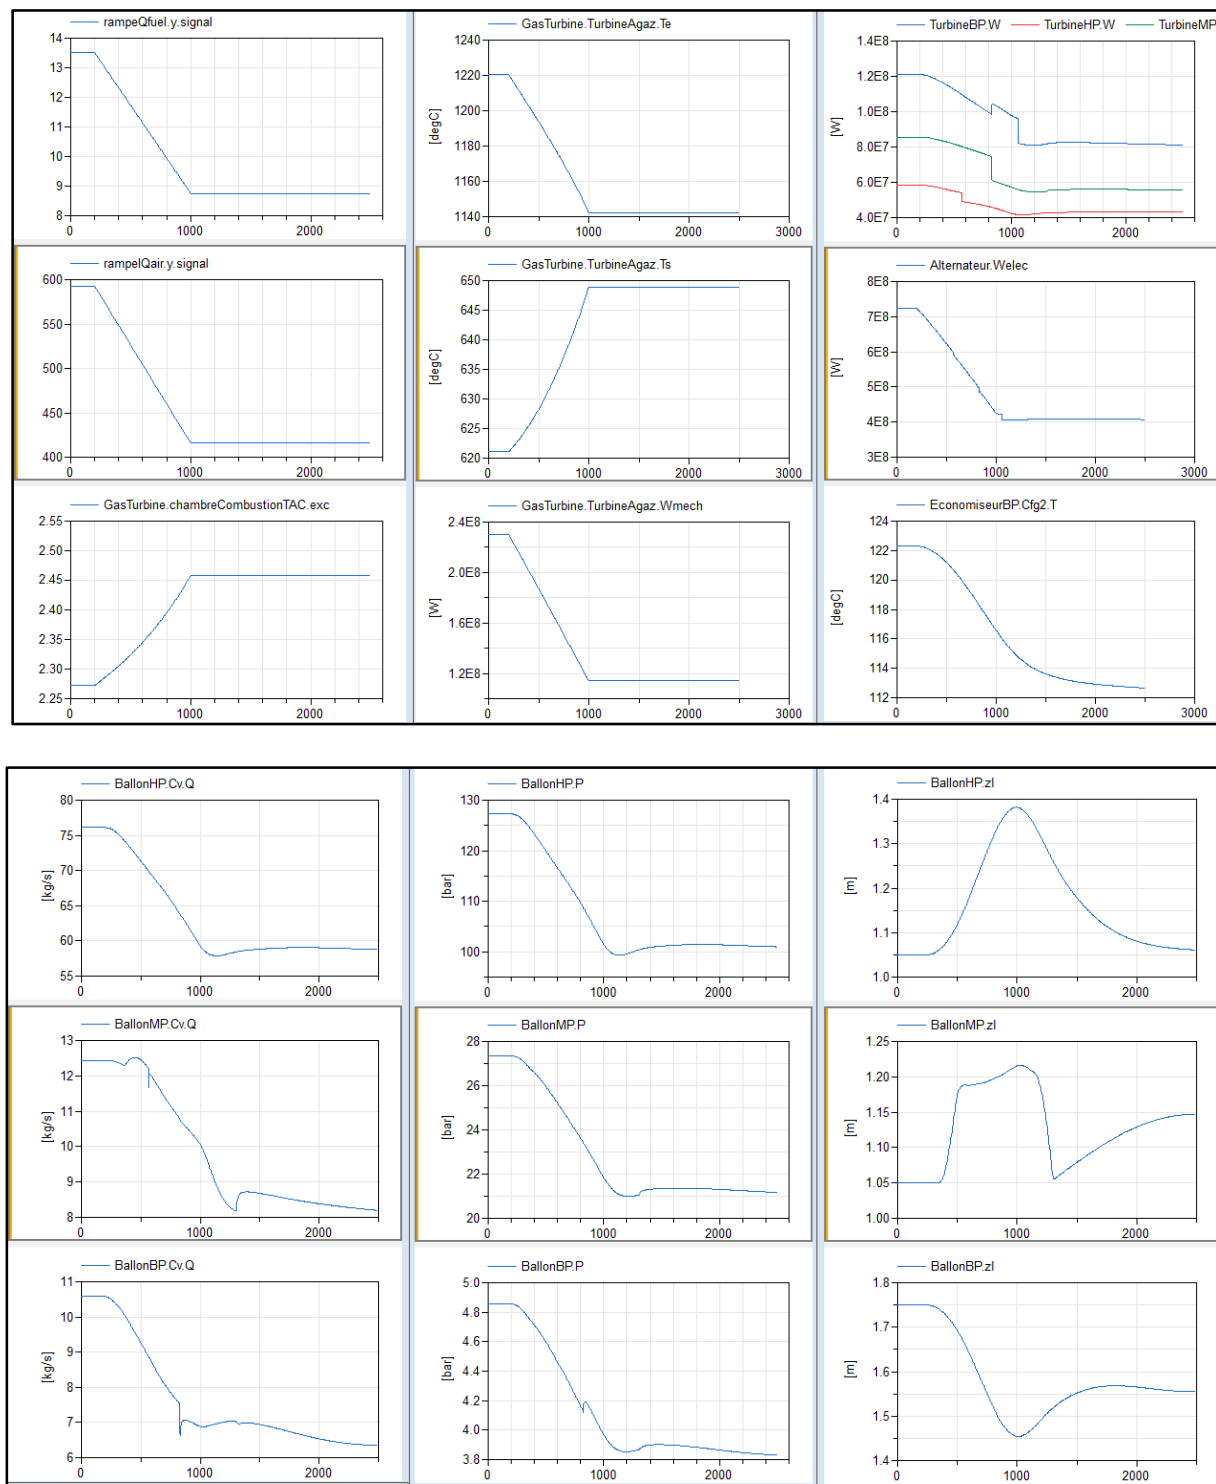 rampeQfuel.y.signal
14
13
12
11
10
9
8
0 1000 2000
GasTurbine.TurbineAgaz.Te
1240
1220
1200
1180
1160
1140
[degC]
0 1000 2000 3000
TurbineBP.W TurbineHP.W TurbineMP
1.4E8
1.2E8
1.0E8
8.0E7
6.0E7
4.0E7
[W]
0 1000 2000
rampelQair.y.signal
600
550
500
450
400
0 1000 2000
GasTurbine.TurbineAgaz.Ts
650
645
640
635
630
625
620
[degC]
0 1000 2000 3000
Alternateur.Welec
8E8
7E8
6E8
5E8
4E8
3E8
[W]
0 1000 2000 3000
GasTurbine.chambreCombustionTAC.exc
2.55
2.50
2.45
2.40
2.35
2.30
2.25
0 1000 2000
GasTurbine.TurbineAgaz.Wmech
2.4E8
2.0E8
1.6E8
1.2E8
[W]
0 1000 2000 3000
EconomiseurBP.Cfg2.T
124
122
120
118
116
114
112
[degC]
0 1000 2000 3000
BallonHP.Cv.Q
80
75
70
65
60
55
[kg/s]
0 1000 2000
BallonHP.P
130
120
110
100
[bar]
0 1000 2000
BallonHP.zl
1.4
1.3
1.2
1.1
1.0
[m]
0 1000 2000
BallonMP.Cv.Q
13
12
11
10
9
8
[kg/s]
0 1000 2000
BallonMP.P
28
26
24
22
20
[bar]
0 1000 2000
BallonMP.zl
1.25
1.20
1.15
1.10
1.05
1.00
[m]
0 1000 2000
BallonBP.Cv.Q
11
10
9
8
7
6
[kg/s]
0 1000 2000
BallonBP.P
5.0
4.8
4.6
4.4
4.2
4.0
3.8
[bar]
0 1000 2000
BallonBP.zl
1.8
1.7
1.6
1.5
1.4
[m]
0 1000 2000